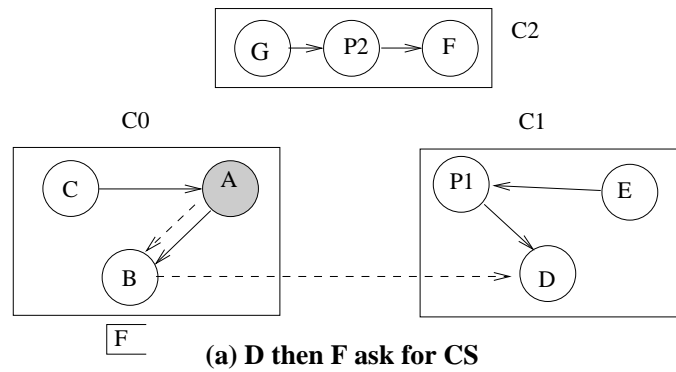 G P2 F C2
C0 C1
C A P1 E
B D
F
(a) D then F ask for CS